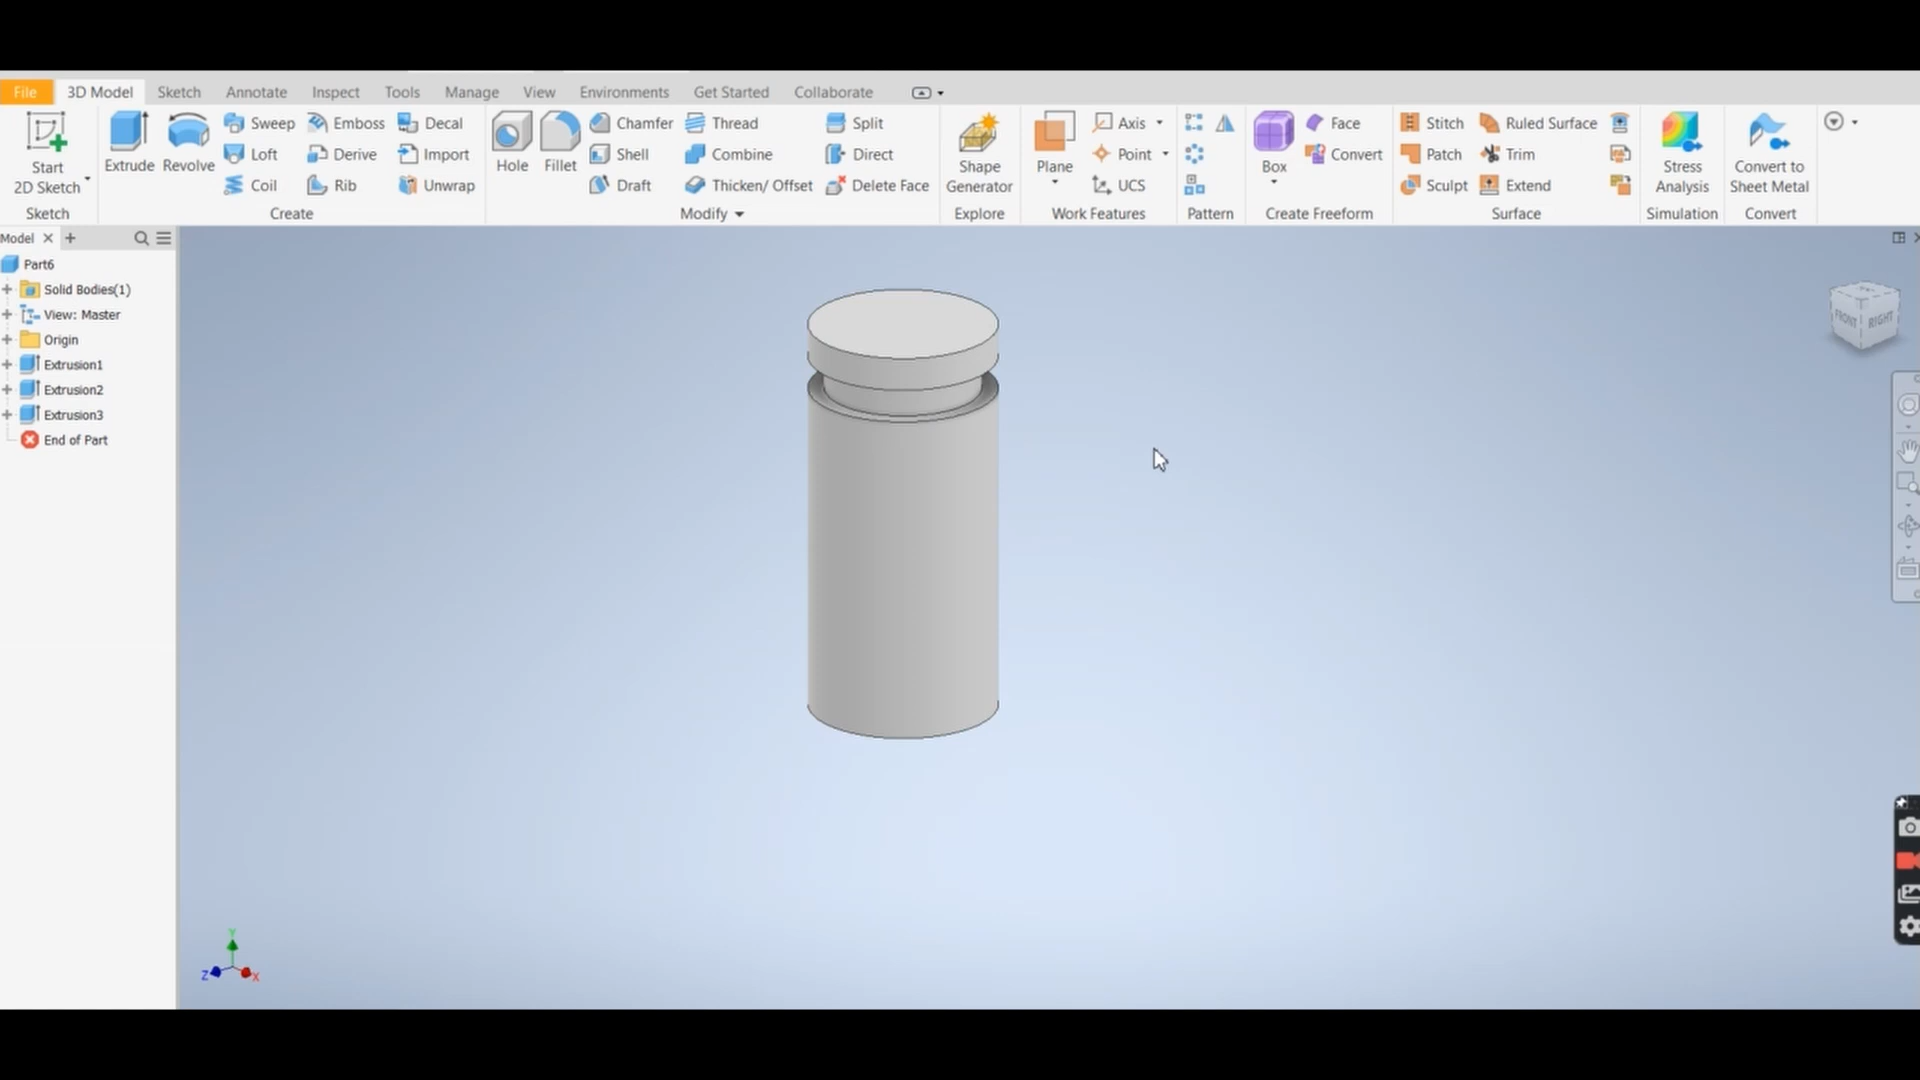 File 3D Model Sketch Annotate Inspect Tools Manage View Environments Get Started Collaborate
Start
2D Sketch
Extrude
Revolve
Sweep
Loft
Coil
Emboss
Derive
Rib
Decal
Import
Unwrap
Hole
Fillet
Chamfer
Shell
Draft
Thread
Combine
Thicken/ Offset
Split
Direct
Delete Face
Shape
Generator
Plane
Axis
Point
UCS
Box
Face
Convert
Stitch
Patch
Sculpt
Ruled Surface
Trim
Extend
Stress
Analysis
Convert to
Sheet Metal
Sketch Create Modify Explore Work Features Pattern Create Freeform Surface Simulation Convert
Model
Part6
Solid Bodies(1)
View: Master
Origin
Extrusion1
Extrusion2
Extrusion3
End of Part
FRONT RIGHT
Y
Z X